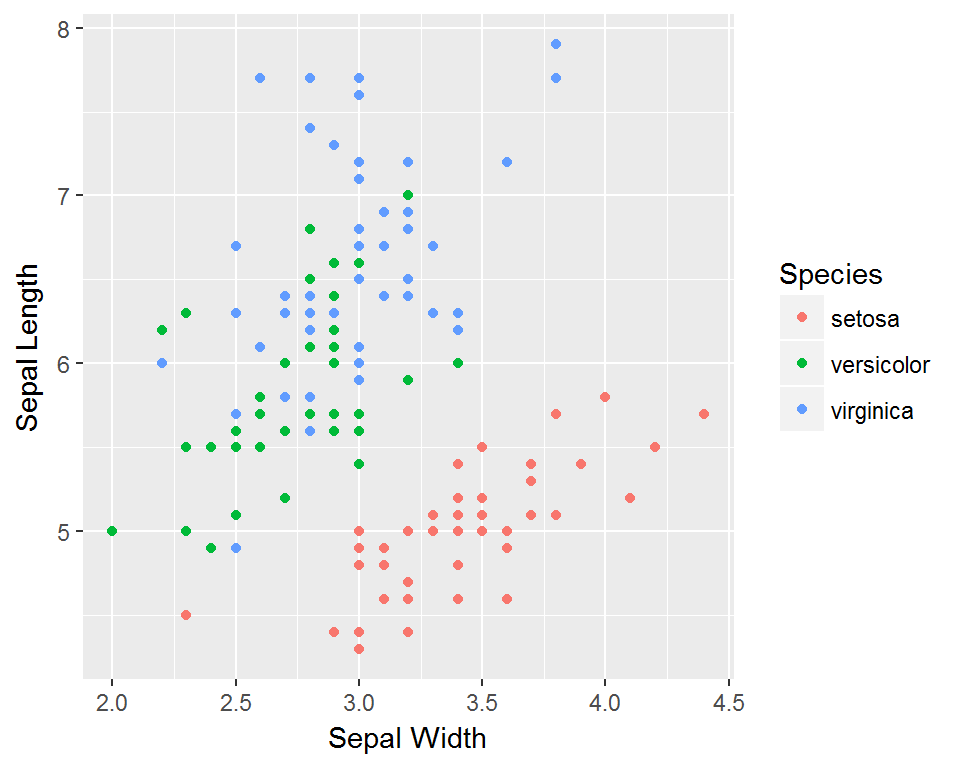 8
7
6
5
Sepal Length
2.0 2.5 3.0 3.5 4.0 4.5
Sepal Width
Species
setosa
versicolor
virginica